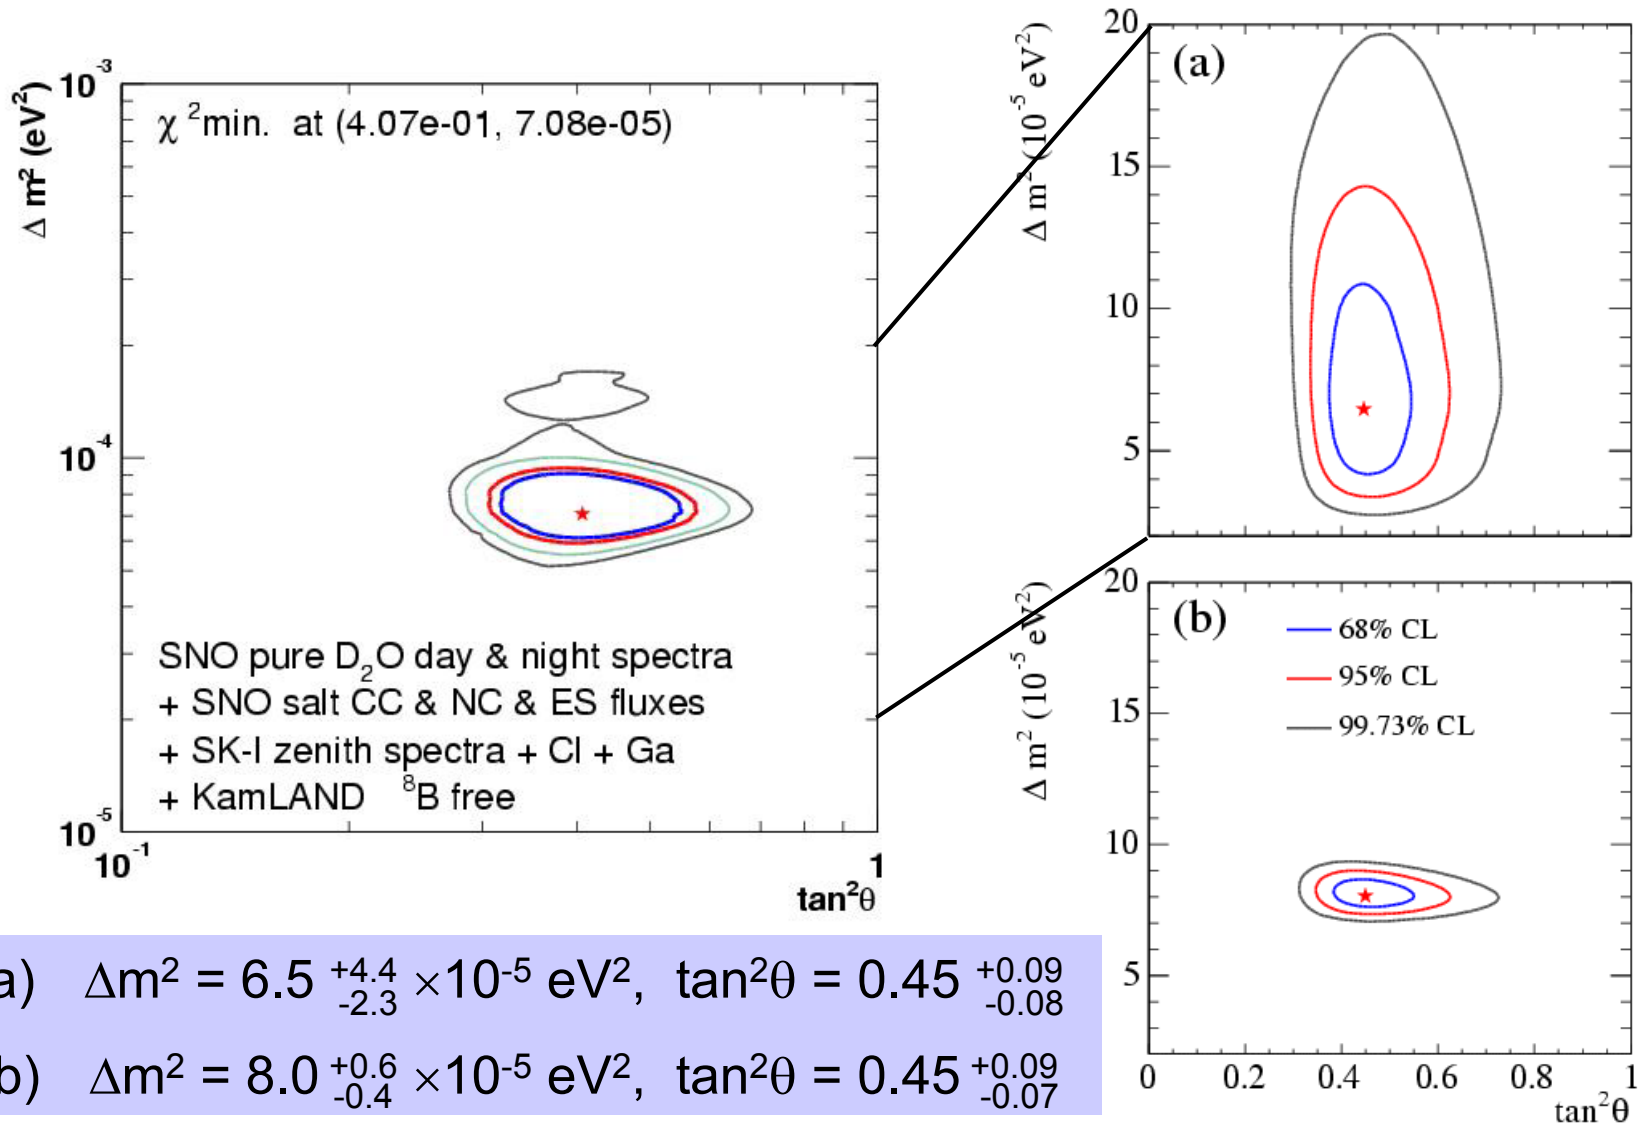 Δ m² (eV²)
10⁻³
10⁻⁴
10⁻⁵
χ ²min. at (4.07e-01, 7.08e-05)
SNO pure D₂O day & night spectra
+ SNO salt CC & NC & ES fluxes
+ SK-I zenith spectra + Cl + Ga
+ KamLAND ⁸B free
10⁻¹
1
tan²θ
Δ m² (10⁻⁵ eV²)
20
15
10
5
(a)
Δ m² (10⁻⁵ eV²)
20
15
10
5
(b)
68% CL
95% CL
99.73% CL
0 0.2 0.4 0.6 0.8 1
tan²θ
a) Δm² = 6.5 +4.4 -2.3 ×10⁻⁵ eV², tan²θ = 0.45 +0.09 -0.08
b) Δm² = 8.0 +0.6 -0.4 ×10⁻⁵ eV², tan²θ = 0.45 +0.09 -0.07